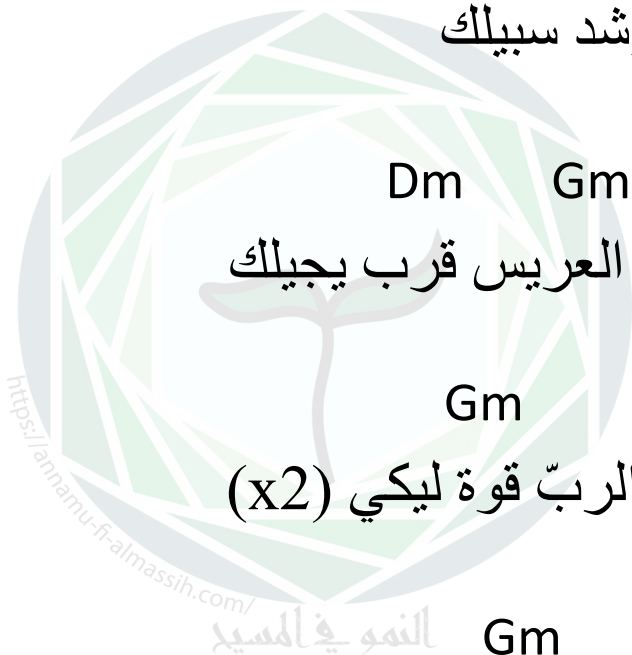 سبيلك
Dm Gm
العريس قرب يجيلك
Gm
الربّ قوة ليكي (x2)
https://annamu-fi-almassih.com/
النمو في المسيح
Gm